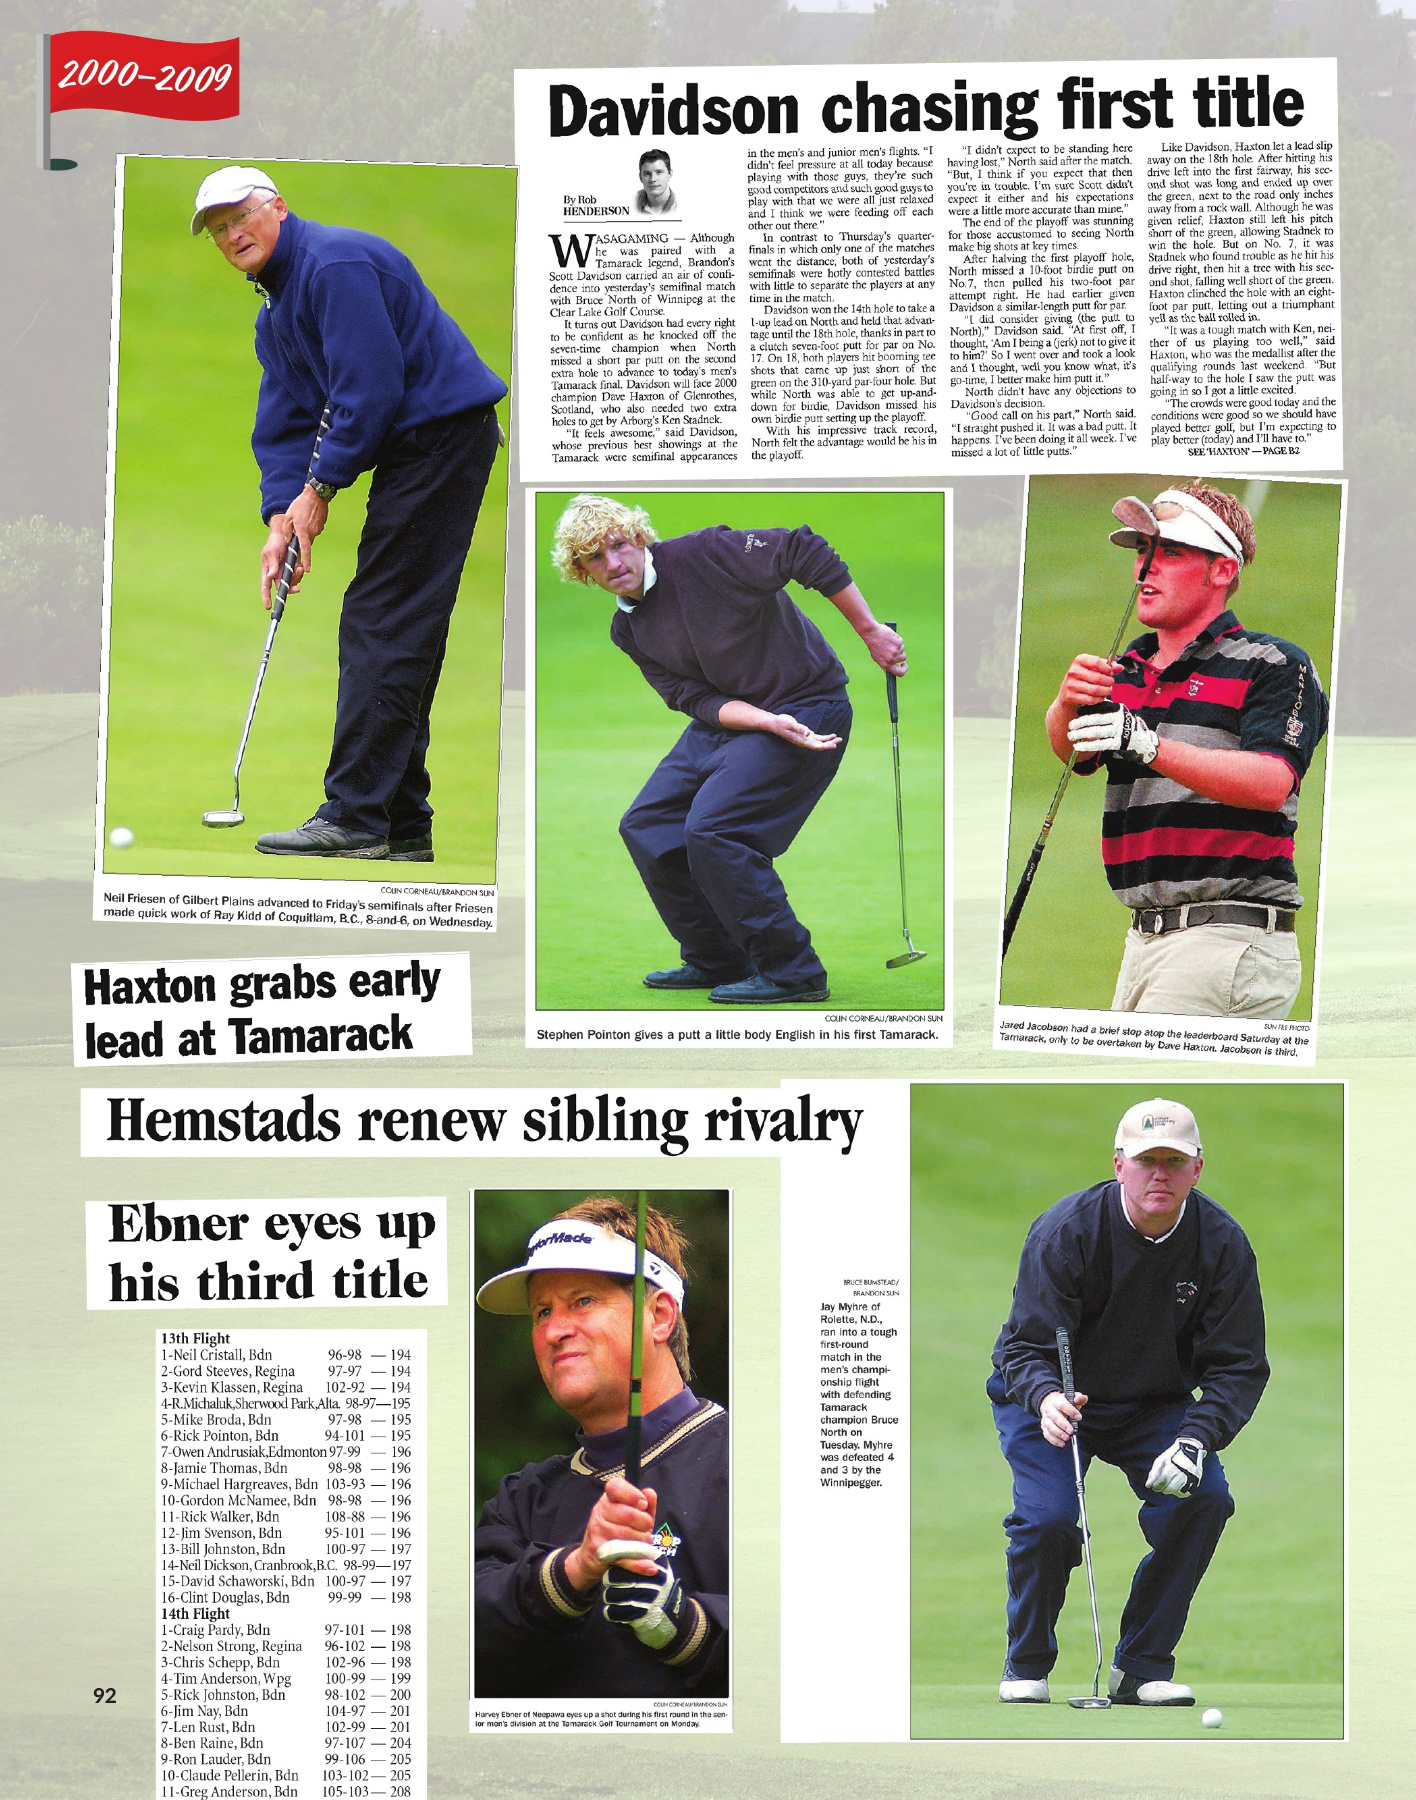 2000–2009
Davidson chasing first title
By Rob
HENDERSON
WASAGAMING — Although
he was paired with a
Tamarack legend, Brandon's
Scott Davidson carried an air of confi-
dence into yesterday's semifinal match
with Bruce North of Winnipeg at the
Clear Lake Golf Course.
It turns out Davidson had every right
to be confident as he knocked off the
seven-time champion when North
missed a short par putt on the second
extra hole to advance to today's men's
Tamarack final. Davidson will face 2000
champion Dave Haxton of Glenrothes,
Scotland, who also needed two extra
holes to get by Arborg's Ken Stadnek.
"It feels awesome," said Davidson,
whose previous best showings at the
Tamarack were semifinal appearances
in the men's and junior men's flights. "I
didn't feel pressure at all today because
playing with those guys, they're such
good competitors and such good guys to
play with that we were all just relaxed
and I think we were feeding off each
other out there."
In contrast to Thursday's quarter-
finals in which only one of the matches
went the distance, both of yesterday's
semifinals were hotly contested battles
with little to separate the players at any
time in the match.
Davidson won the 14th hole to take a
1-up lead on North and held that advan-
tage until the 18th hole, thanks in part to
a clutch seven-foot putt for par on No.
17. On 18, both players hit booming tee
shots that came up just short of the
green on the 310-yard par-four hole. But
while North was able to get up-and-
down for birdie, Davidson missed his
own birdie putt setting up the playoff.
With his impressive track record,
North felt the advantage would be his in
the playoff.
"I didn't expect to be standing here
having lost," North said after the match.
"But, I think if you expect that then
you're in trouble. I'm sure Scott didn't
expect it either and his expectations
were a little more accurate than mine."
The end of the playoff was stunning
for those accustomed to seeing North
make big shots at key times.
After halving the first playoff hole,
North missed a 10-foot birdie putt on
No.7, then pulled his two-foot par
attempt right. He had earlier given
Davidson a similar-length putt for par.
"I did consider giving (the putt to
North)," Davidson said. "At first off, I
thought, 'Am I being a (jerk) not to give it
to him?' So I went over and took a look
and I thought, well you know what, it's
go-time, I better make him putt it."
North didn't have any objections to
Davidson's decision.
"Good call on his part," North said.
"I straight pushed it. It was a bad putt. It
happens. I've been doing it all week. I've
missed a lot of little putts."
Like Davidson, Haxton let a lead slip
away on the 18th hole. After hitting his
drive left into the first fairway, his sec-
ond shot was long and ended up over
the green, next to the road only inches
away from a rock wall. Although he was
given relief, Haxton still left his pitch
short of the green, allowing Stadnek to
win the hole. But on No. 7, it was
Stadnek who found trouble as he hit his
drive right, then hit a tree with his sec-
ond shot, falling well short of the green.
Haxton clinched the hole with an eight-
foot par putt, letting out a triumphant
yell as the ball rolled in.
"It was a tough match with Ken, nei-
ther of us playing too well," said
Haxton, who was the medallist after the
qualifying rounds last weekend. "But
half-way to the hole I saw the putt was
going in so I got a little excited.
"The crowds were good today and the
conditions were good so we should have
played better golf, but I'm expecting to
play better (today) and I'll have to."
SEE 'HAXTON' — PAGE B2
COLIN CORNEAU/BRANDON SUN
Neil Friesen of Gilbert Plains advanced to Friday's semifinals after Friesen
made quick work of Ray Kidd of Coquitlam, B.C., 8-and-6, on Wednesday.
COLIN CORNEAU/BRANDON SUN
Stephen Pointon gives a putt a little body English in his first Tamarack.
MANITOBA
SUN FILE PHOTO
Jared Jacobson had a brief stop atop the leaderboard Saturday at the
Tamarack, only to be overtaken by Dave Haxton. Jacobson is third.
Haxton grabs early
lead at Tamarack
Hemstads renew sibling rivalry
Ebner eyes up
his third title
13th Flight
1-Neil Cristall, Bdn 96-98 — 194
2-Gord Steeves, Regina 97-97 — 194
3-Kevin Klassen, Regina 102-92 — 194
4-R.Michaluk,Sherwood Park,Alta. 98-97—195
5-Mike Broda, Bdn 97-98 — 195
6-Rick Pointon, Bdn 94-101 — 195
7-Owen Andrusiak,Edmonton 97-99 — 196
8-Jamie Thomas, Bdn 98-98 — 196
9-Michael Hargreaves, Bdn 103-93 — 196
10-Gordon McNamee, Bdn 98-98 — 196
11-Rick Walker, Bdn 108-88 — 196
12-Jim Svenson, Bdn 95-101 — 196
13-Bill Johnston, Bdn 100-97 — 197
14-Neil Dickson, Cranbrook,B.C. 98-99—197
15-David Schaworski, Bdn 100-97 — 197
16-Clint Douglas, Bdn 99-99 — 198
14th Flight
1-Craig Pardy, Bdn 97-101 — 198
2-Nelson Strong, Regina 96-102 — 198
3-Chris Schepp, Bdn 102-96 — 198
4-Tim Anderson, Wpg 100-99 — 199
5-Rick Johnston, Bdn 98-102 — 200
6-Jim Nay, Bdn 104-97 — 201
7-Len Rust, Bdn 102-99 — 201
8-Ben Raine, Bdn 97-107 — 204
9-Ron Lauder, Bdn 99-106 — 205
10-Claude Pellerin, Bdn 103-102 — 205
11-Greg Anderson, Bdn 105-103 — 208
TaylorMade
COLIN CORNEAU/BRANDON SUN
Harvey Ebner of Neepawa eyes up a shot during his first round in the sen-
ior men's division at the Tamarack Golf Tournament on Monday.
BRUCE BUMSTEAD/
BRANDON SUN
Jay Myhre of
Rolette, N.D.,
ran into a tough
first-round
match in the
men's champi-
onship flight
with defending
Tamarack
champion Bruce
North on
Tuesday. Myhre
was defeated 4
and 3 by the
Winnipegger.
92